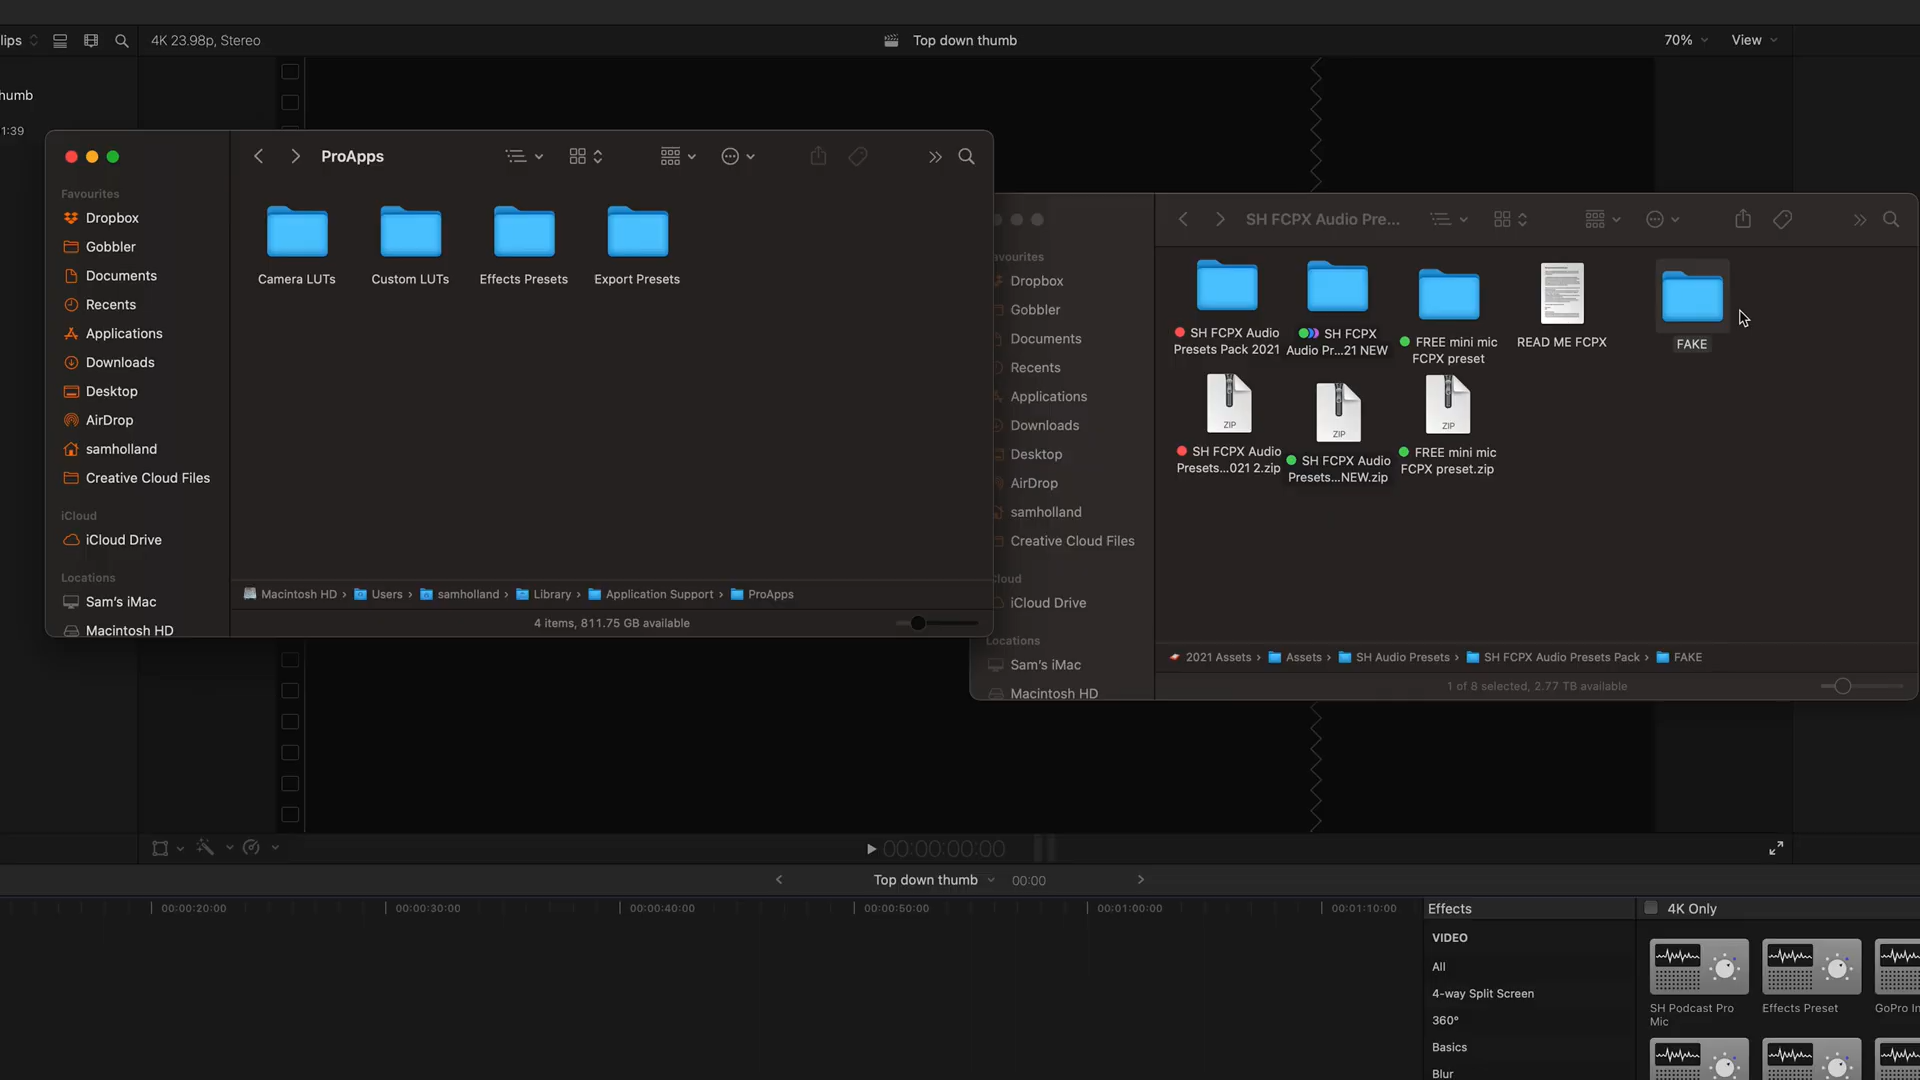 lips
4K 23.98p, Stereo
Top down thumb
70%
View
humb
1:39
ProApps
Favourites
Dropbox
Gobbler
Documents
Recents
Applications
Downloads
Desktop
AirDrop
samholland
Creative Cloud Files
iCloud
iCloud Drive
Locations
Sam's iMac
Macintosh HD
Camera LUTs
Custom LUTs
Effects Presets
Export Presets
Macintosh HD › Users › samholland › Library › Application Support › ProApps
4 items, 811.75 GB available
SH FCPX Audio Pre...
avourites
Dropbox
Gobbler
Documents
Recents
Applications
Downloads
Desktop
AirDrop
samholland
Creative Cloud Files
Cloud
iCloud Drive
Locations
Sam's iMac
Macintosh HD
SH FCPX Audio
Presets Pack 2021
SH FCPX
Audio Pr...21 NEW
FREE mini mic
FCPX preset
READ ME FCPX
FAKE
ZIP
SH FCPX Audio
Presets...021 2.zip
ZIP
SH FCPX Audio
Presets...NEW.zip
ZIP
FREE mini mic
FCPX preset.zip
2021 Assets › Assets › SH Audio Presets › SH FCPX Audio Presets Pack › FAKE
1 of 8 selected, 2.77 TB available
00:00:00:00
Top down thumb
00:00
00:00:20:00
00:00:30:00
00:00:40:00
00:00:50:00
00:01:00:00
00:01:10:00
Effects
4K Only
VIDEO
All
4-way Split Screen
360°
Basics
Blur
SH Podcast Pro
Mic
Effects Preset
GoPro In